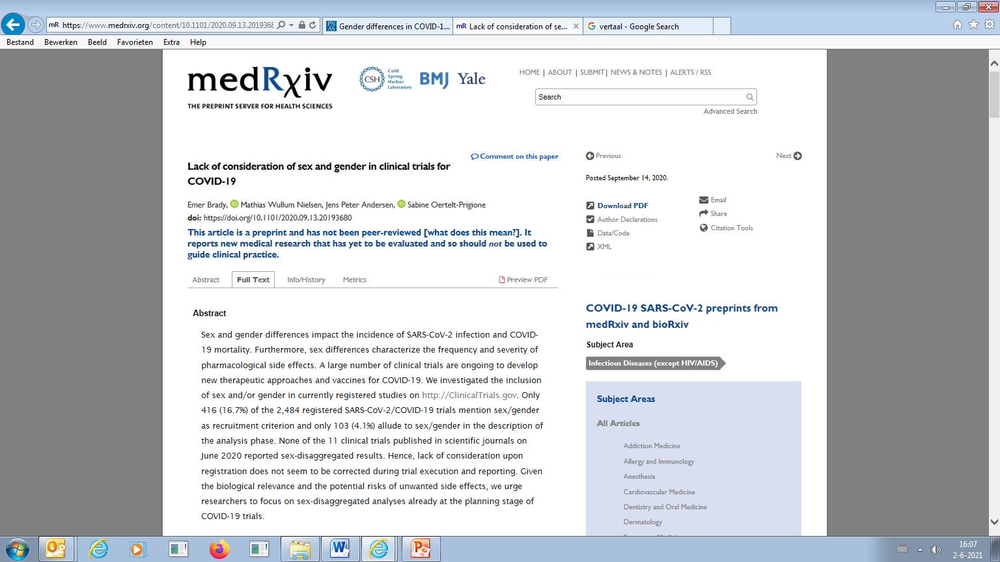 mR https://www.medrxiv.org/content/10.1101/2020.09.13.2019368
Gender differences in COVID-1...
mR Lack of consideration of se...
vertaal - Google Search
Bestand Bewerken Beeld Favorieten Extra Help
medRxiv
THE PREPRINT SERVER FOR HEALTH SCIENCES
CSH Cold Spring Harbor Laboratory
BMJ Yale
HOME | ABOUT | SUBMIT | NEWS & NOTES | ALERTS / RSS
Search
Advanced Search
Comment on this paper
Lack of consideration of sex and gender in clinical trials for
COVID-19
Emer Brady, Mathias Wullum Nielsen, Jens Peter Andersen, Sabine Oertelt-Prigione
doi: https://doi.org/10.1101/2020.09.13.20193680
This article is a preprint and has not been peer-reviewed [what does this mean?]. It
reports new medical research that has yet to be evaluated and so should not be used to
guide clinical practice.
Abstract Full Text Info/History Metrics Preview PDF
Abstract
Sex and gender differences impact the incidence of SARS-CoV-2 infection and COVID-
19 mortality. Furthermore, sex differences characterize the frequency and severity of
pharmacological side effects. A large number of clinical trials are ongoing to develop
new therapeutic approaches and vaccines for COVID-19. We investigated the inclusion
of sex and/or gender in currently registered studies on http://ClinicalTrials.gov. Only
416 (16.7%) of the 2,484 registered SARS-CoV-2/COVID-19 trials mention sex/gender
as recruitment criterion and only 103 (4.1%) allude to sex/gender in the description of
the analysis phase. None of the 11 clinical trials published in scientific journals on
June 2020 reported sex-disaggregated results. Hence, lack of consideration upon
registration does not seem to be corrected during trial execution and reporting. Given
the biological relevance and the potential risks of unwanted side effects, we urge
researchers to focus on sex-disaggregated analyses already at the planning stage of
COVID-19 trials.
Previous Next
Posted September 14, 2020.
Download PDF
Author Declarations
Data/Code
XML
Email
Share
Citation Tools
COVID-19 SARS-CoV-2 preprints from
medRxiv and bioRxiv
Subject Area
Infectious Diseases (except HIV/AIDS)
Subject Areas
All Articles
Addiction Medicine
Allergy and Immunology
Anesthesia
Cardiovascular Medicine
Dentistry and Oral Medicine
Dermatology
16:07
2-6-2021